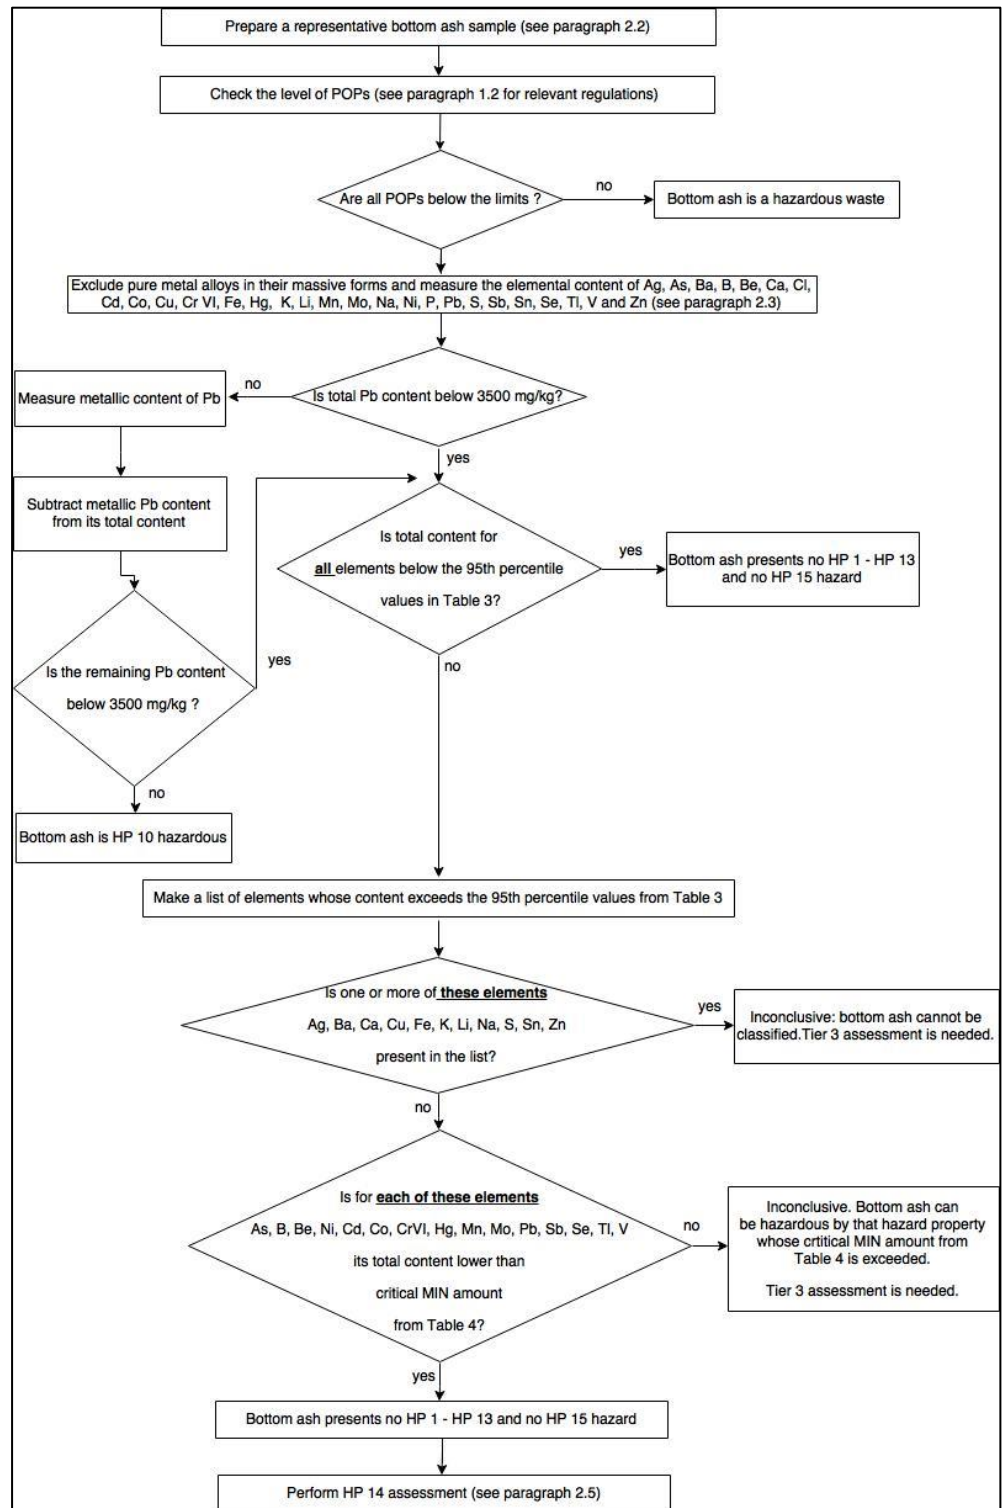 Prepare a representative bottom ash sample (see paragraph 2.2)
Check the level of POPs (see paragraph 1.2 for relevant regulations)
Are all POPs below the limits ?
no
Bottom ash is a hazardous waste
Exclude pure metal alloys in their massive forms and measure the elemental content of Ag, As, Ba, B, Be, Ca, Cl,
Cd, Co, Cu, Cr VI, Fe, Hg, K, Li, Mn, Mo, Na, Ni, P, Pb, S, Sb, Sn, Se, Tl, V and Zn (see paragraph 2.3)
Is total Pb content below 3500 mg/kg?
no
Measure metallic content of Pb
yes
Subtract metallic Pb content
from its total content
Is total content for
all elements below the 95th percentile
values in Table 3?
yes
Bottom ash presents no HP 1 - HP 13
and no HP 15 hazard
no
Is the remaining Pb content
below 3500 mg/kg ?
yes
no
Bottom ash is HP 10 hazardous
Make a list of elements whose content exceeds the 95th percentile values from Table 3
Is one or more of these elements
Ag, Ba, Ca, Cu, Fe, K, Li, Na, S, Sn, Zn
present in the list?
yes
Inconclusive: bottom ash cannot be
classified.Tier 3 assessment is needed.
no
Is for each of these elements
As, B, Be, Ni, Cd, Co, CrVI, Hg, Mn, Mo, Pb, Sb, Se, Tl, V
its total content lower than
critical MIN amount
from Table 4?
no
Inconclusive. Bottom ash can
be hazardous by that hazard property
whose crtitical MIN amount from
Table 4 is exceeded.
Tier 3 assessment is needed.
yes
Bottom ash presents no HP 1 - HP 13 and no HP 15 hazard
Perform HP 14 assessment (see paragraph 2.5)